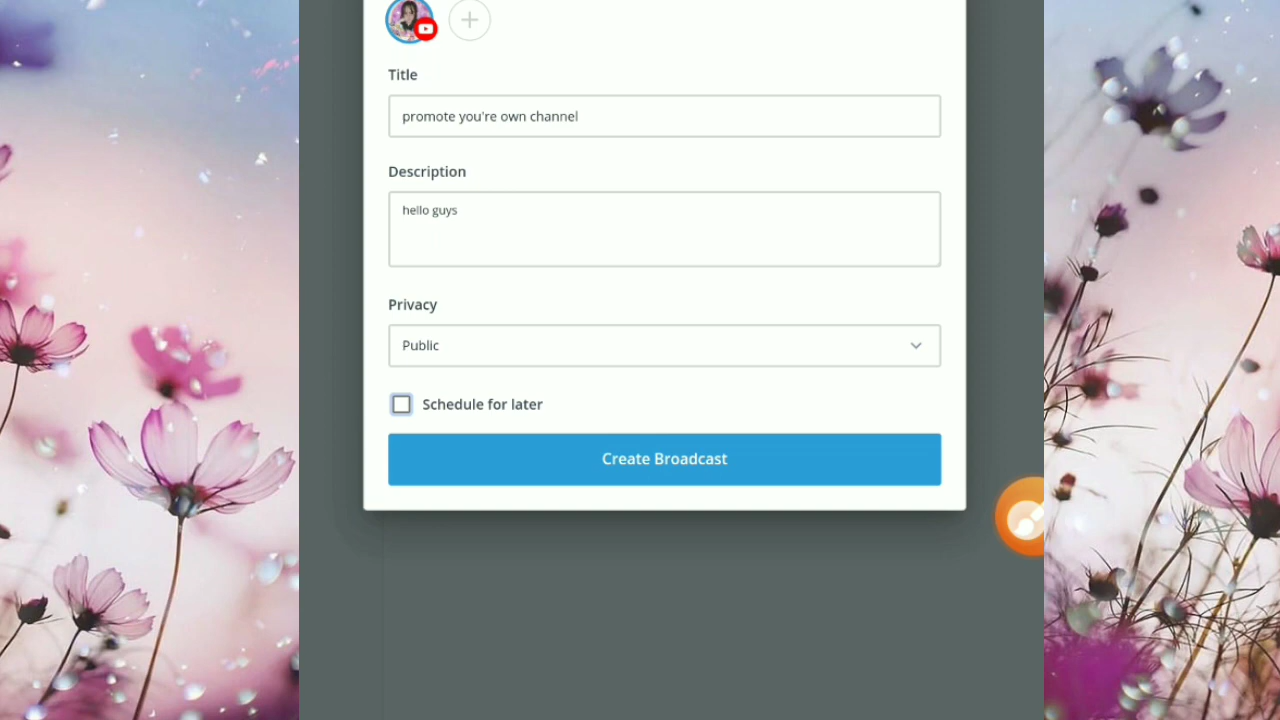 Title
promote you're own channel
Description
hello guys
Privacy
Public
Schedule for later
Create Broadcast